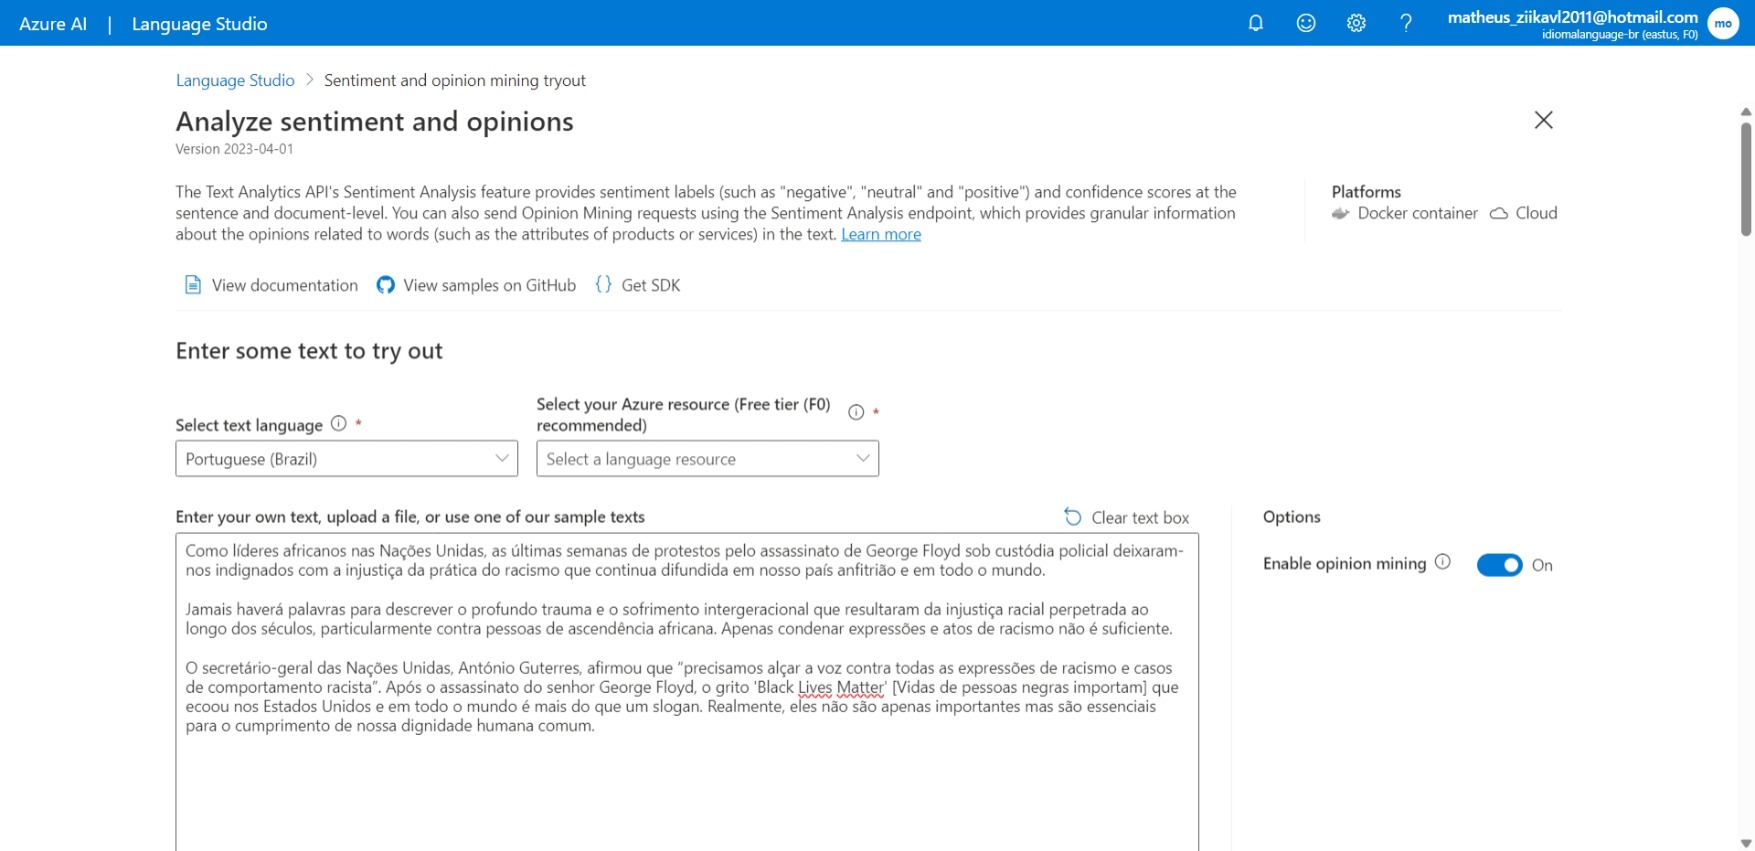 Azure AI | Language Studio
matheus_ziikavl2011@hotmail.com
idiomalanguage-br (eastus, F0)
mo
Language Studio > Sentiment and opinion mining tryout
Analyze sentiment and opinions
Version 2023-04-01
The Text Analytics API's Sentiment Analysis feature provides sentiment labels (such as "negative", "neutral" and "positive") and confidence scores at the
sentence and document-level. You can also send Opinion Mining requests using the Sentiment Analysis endpoint, which provides granular information
about the opinions related to words (such as the attributes of products or services) in the text. Learn more
Platforms
Docker container Cloud
View documentation View samples on GitHub {} Get SDK
Enter some text to try out
Select text language *
Portuguese (Brazil)
Select your Azure resource (Free tier (F0)
recommended) *
Select a language resource
Enter your own text, upload a file, or use one of our sample texts
Clear text box
Como líderes africanos nas Nações Unidas, as últimas semanas de protestos pelo assassinato de George Floyd sob custódia policial deixaram-
nos indignados com a injustiça da prática do racismo que continua difundida em nosso país anfitrião e em todo o mundo.
Jamais haverá palavras para descrever o profundo trauma e o sofrimento intergeracional que resultaram da injustiça racial perpetrada ao
longo dos séculos, particularmente contra pessoas de ascendência africana. Apenas condenar expressões e atos de racismo não é suficiente.
O secretário-geral das Nações Unidas, António Guterres, afirmou que “precisamos alçar a voz contra todas as expressões de racismo e casos
de comportamento racista”. Após o assassinato do senhor George Floyd, o grito 'Black Lives Matter' [Vidas de pessoas negras importam] que
ecoou nos Estados Unidos e em todo o mundo é mais do que um slogan. Realmente, eles não são apenas importantes mas são essenciais
para o cumprimento de nossa dignidade humana comum.
Options
Enable opinion mining On